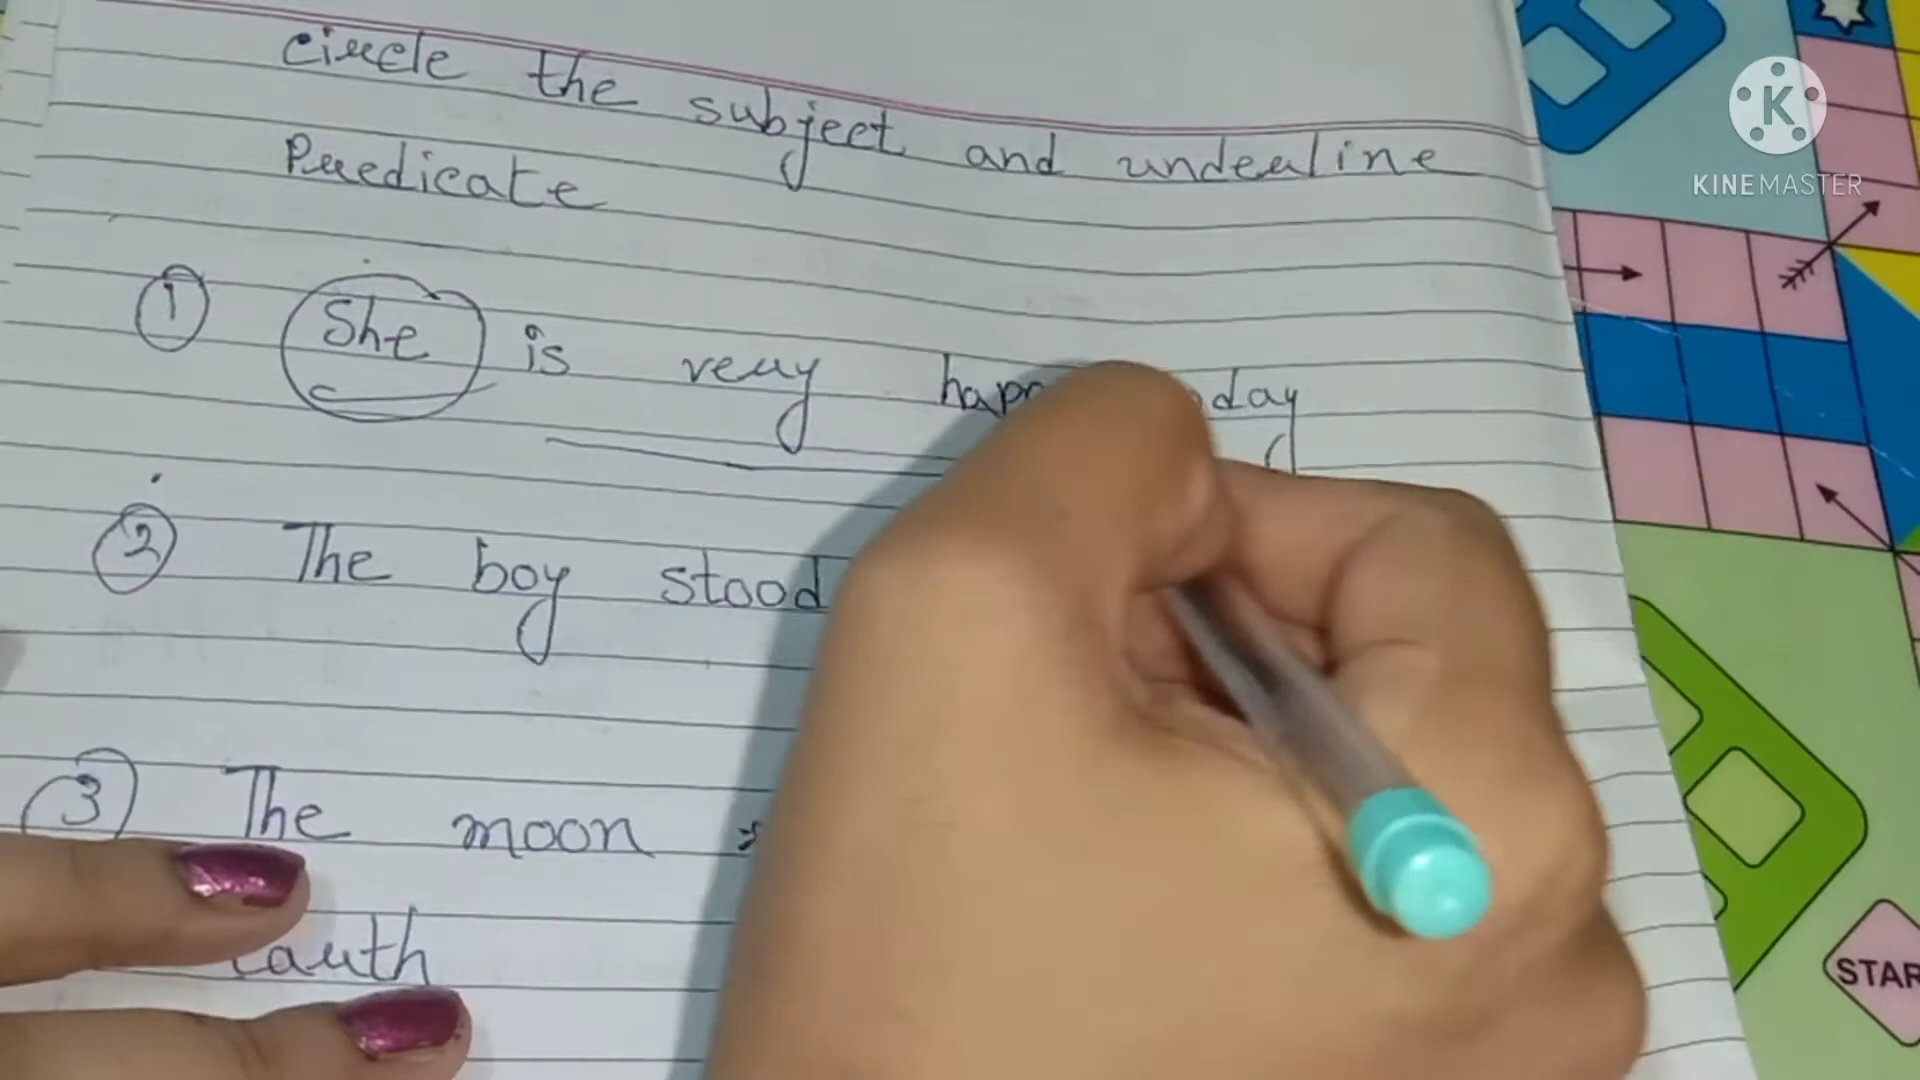 circle the subject and underline
Predicate
① She is very
② The boy stood
③ The moon
earth
K
KINEMASTER
STAR